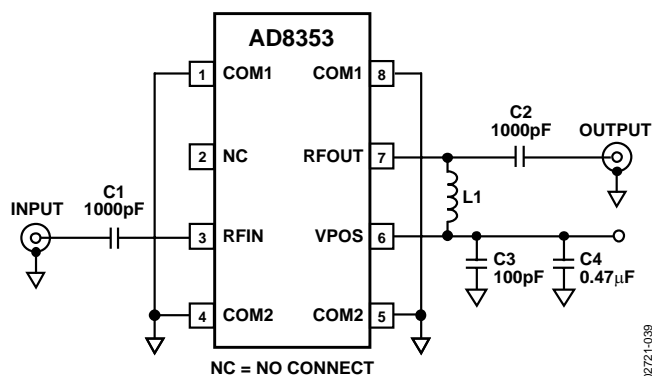 AD8353
1 COM1
COM1 8
2 NC
RFOUT 7
3 RFIN
VPOS 6
4 COM2
COM2 5
INPUT
C1
1000pF
C2
1000pF
OUTPUT
L1
C3
100pF
C4
0.47μF
NC = NO CONNECT
02721-039